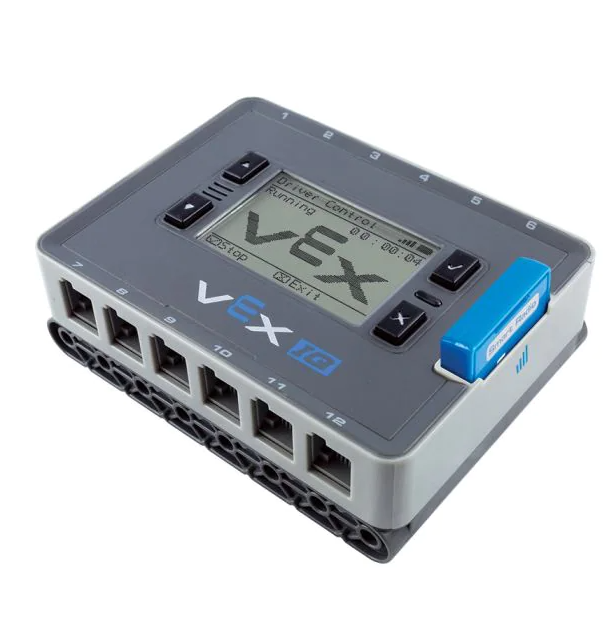 1 2 3 4 5 6
Driver Control
Running 00:00:04
VEX
Stop
Exit
VEX IQ
Smart Radio
7 8 9 10 11 12